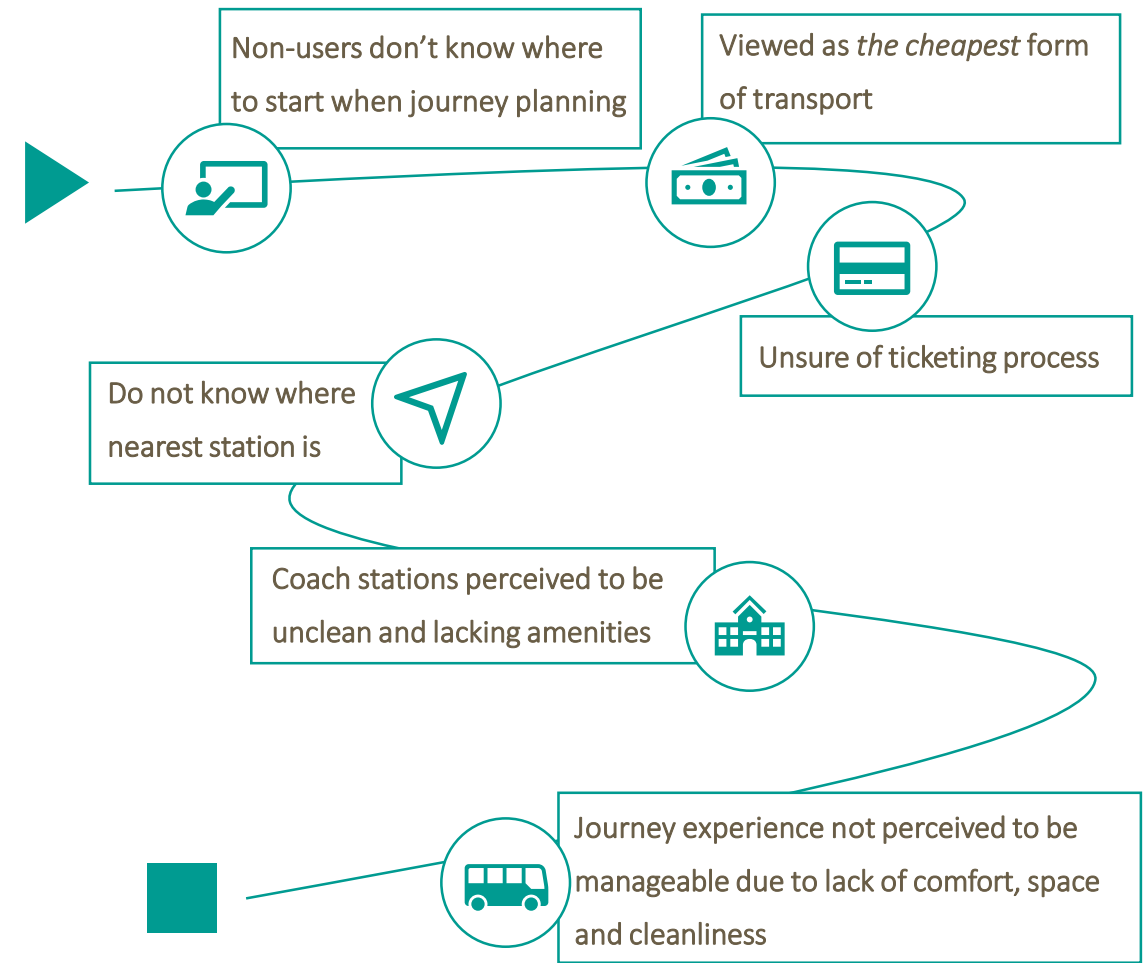 Non-users don’t know where
to start when journey planning
Viewed as the cheapest form
of transport
Unsure of ticketing process
Do not know where
nearest station is
Coach stations perceived to be
unclean and lacking amenities
Journey experience not perceived to be
manageable due to lack of comfort, space
and cleanliness